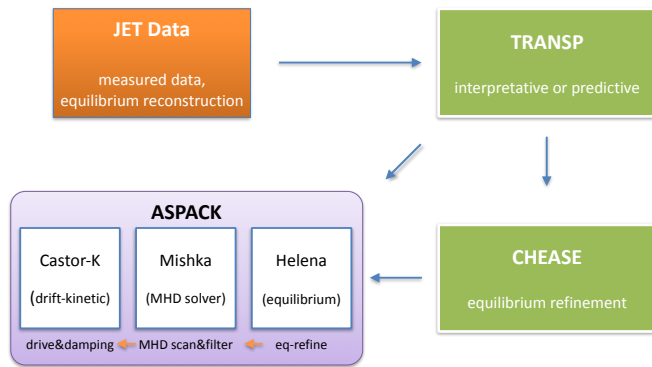 JET Data
measured data,
equilibrium reconstruction
TRANSP
interpretative or predictive
ASPACK
Castor-K
(drift-kinetic)
Mishka
(MHD solver)
Helena
(equilibrium)
drive&damping
MHD scan&filter
eq-refine
CHEASE
equilibrium refinement